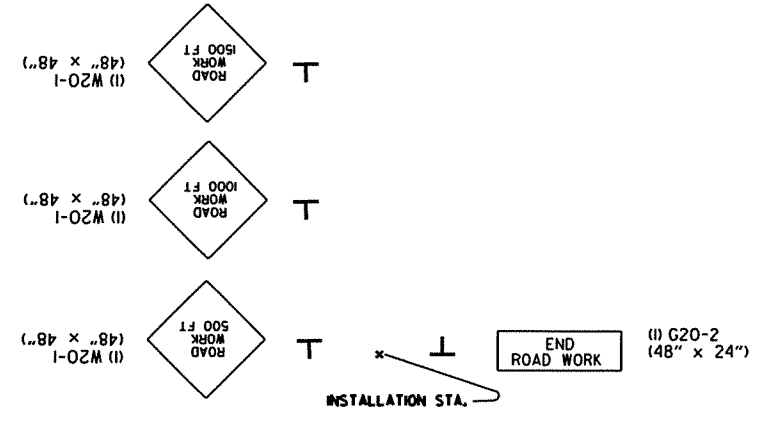 (1) W20-1
(48" x 48")
ROAD
WORK
1500 FT
(1) W20-1
(48" x 48")
ROAD
WORK
1000 FT
(1) W20-1
(48" x 48")
ROAD
WORK
500 FT
END
ROAD WORK
(1) G20-2
(48" x 24")
INSTALLATION STA.